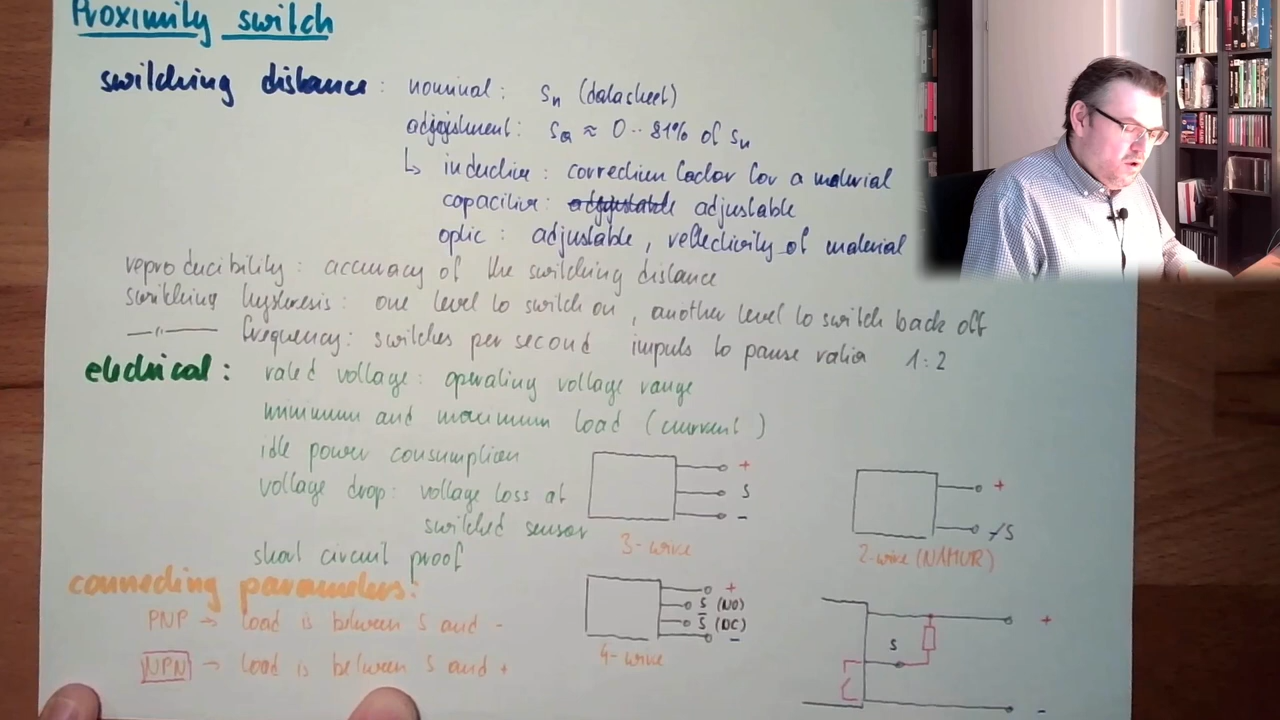 Proximity switch
switching distance: nominal: sn (datasheet)
adjustment: sa ≈ 0..81% of sn
↳ inductive: correction factor for a material
capacitive: adjustable adjustable
optic: adjustable, reflectivity of material
reproducibility: accuracy of the switching distance
switching hysteresis: one level to switch on, another level to switch back off
—"— frequency: switches per second impuls to pause ratio 1:2
electrical: rated voltage: operating voltage range
minimum and maximum load (current)
idle power consumption
voltage drop: voltage loss at
switched sensor
short circuit proof
+
S
-
3-wire
+
-/S
2-wire (NAMUR)
connecting parameters:
PNP → load is between S and -
NPN → load is between S and +
+
S (NO)
S̄ (DC)
-
4-wire
+
S
-